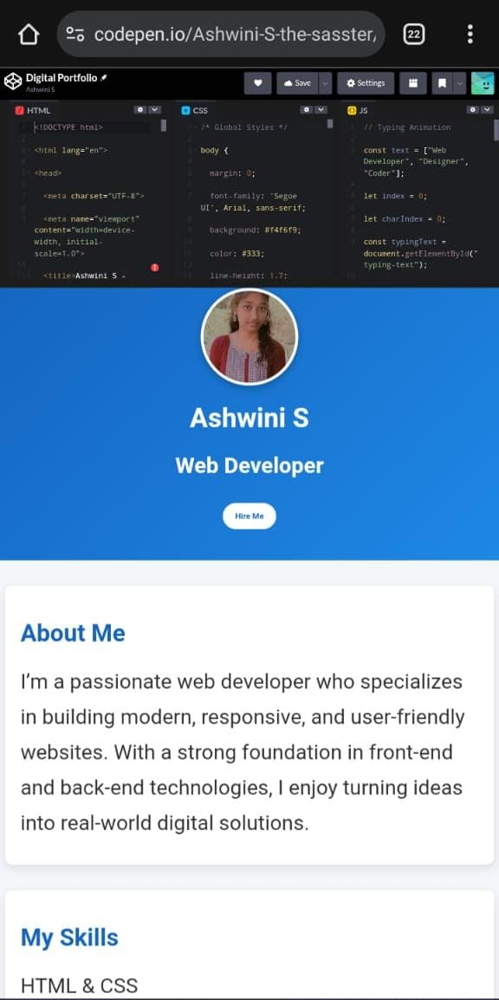 codepen.io/Ashwini-S-the-sasster,
22
Digital Portfolio
Ashwini S
Save
Settings
HTML
<!DOCTYPE html>
<html lang="en">
<head>
<meta charset="UTF-8">
<meta name="viewport"
content="width=device-
width, initial-
scale=1.0">
<title>Ashwini S -
CSS
/* Global Styles */
body {
margin: 0;
font-family: 'Segoe
UI', Arial, sans-serif;
background: #f4f6f9;
color: #333;
line-height: 1.7;
JS
// Typing Animation
const text = ["Web
Developer", "Designer",
"Coder"];
let index = 0;
let charIndex = 0;
const typingText =
document.getElementById("
typing-text");
Ashwini S
Web Developer
Hire Me
About Me
I’m a passionate web developer who specializes
in building modern, responsive, and user-friendly
websites. With a strong foundation in front-end
and back-end technologies, I enjoy turning ideas
into real-world digital solutions.
My Skills
HTML & CSS